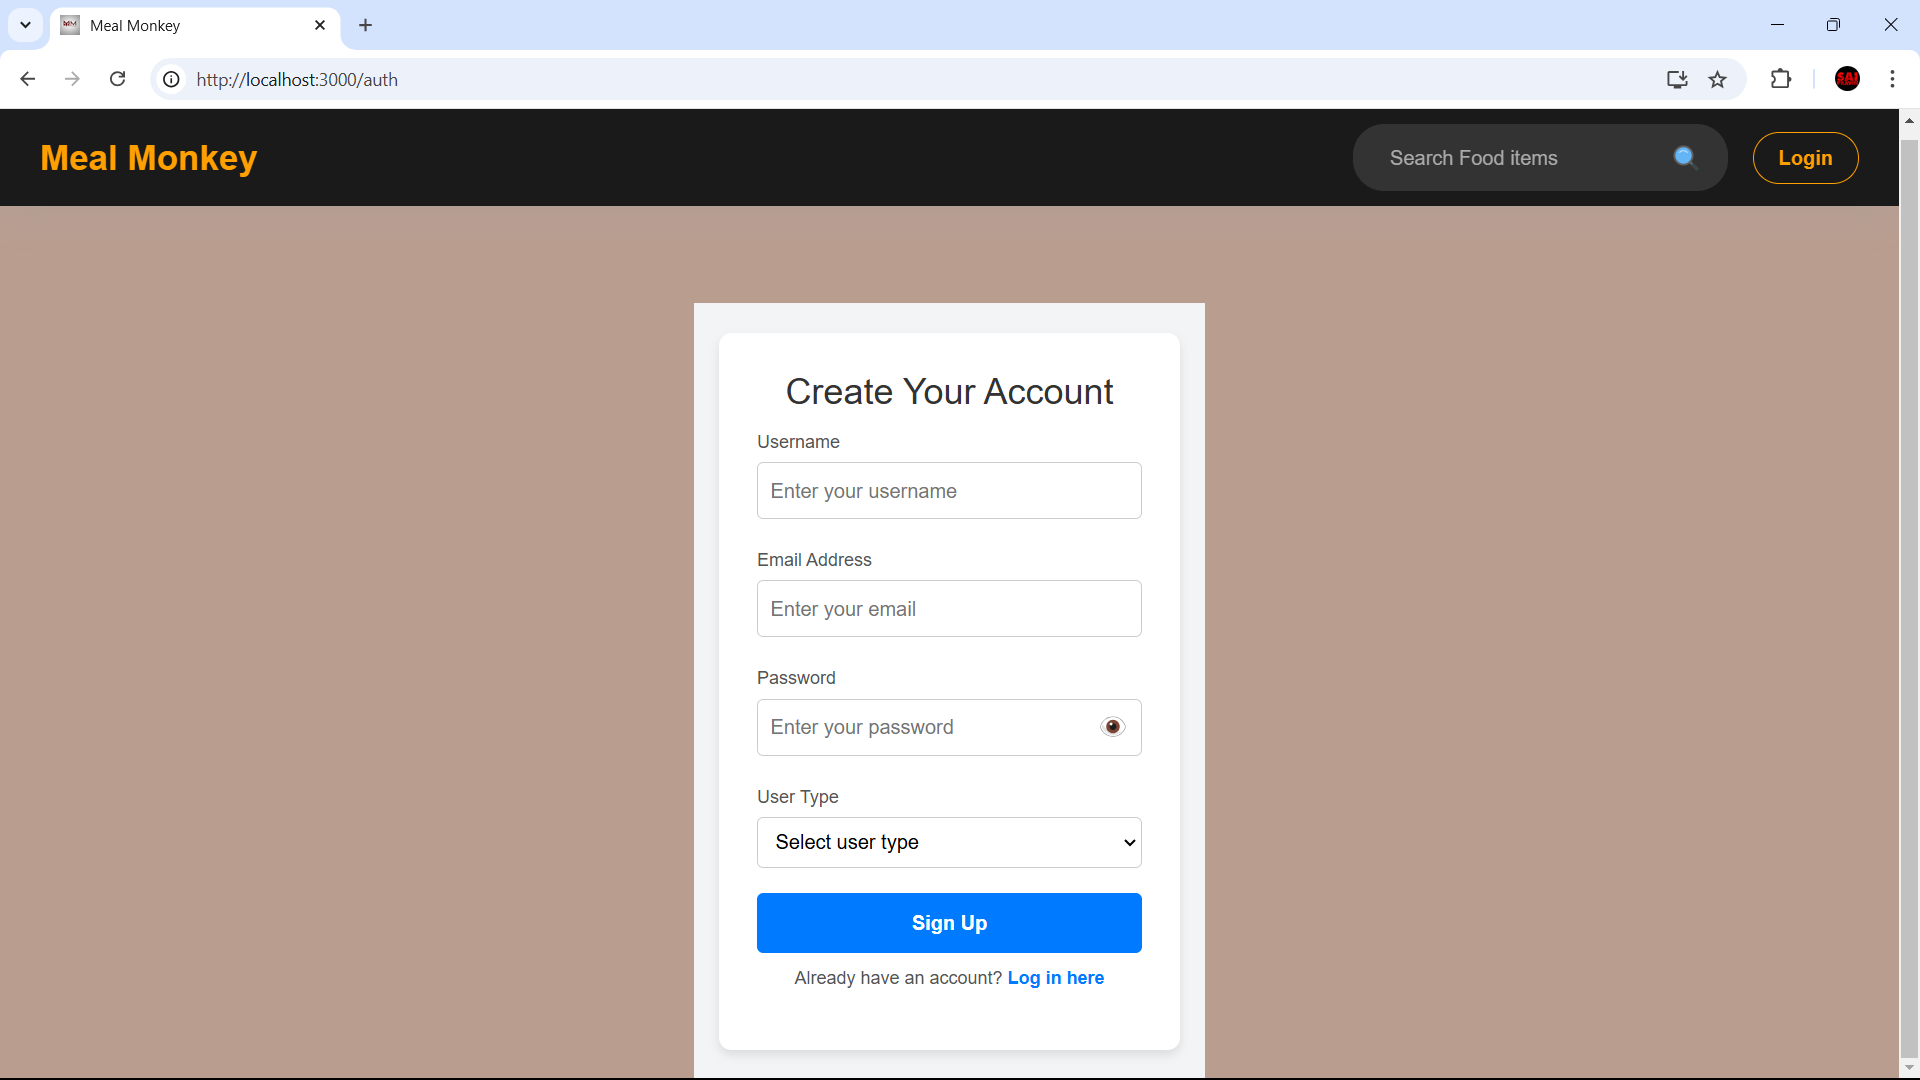 Meal Monkey
http://localhost:3000/auth
SAI
Meal Monkey
Search Food items
Login
Create Your Account
Username
Enter your username
Email Address
Enter your email
Password
Enter your password
User Type
Select user type
Sign Up
Already have an account? Log in here